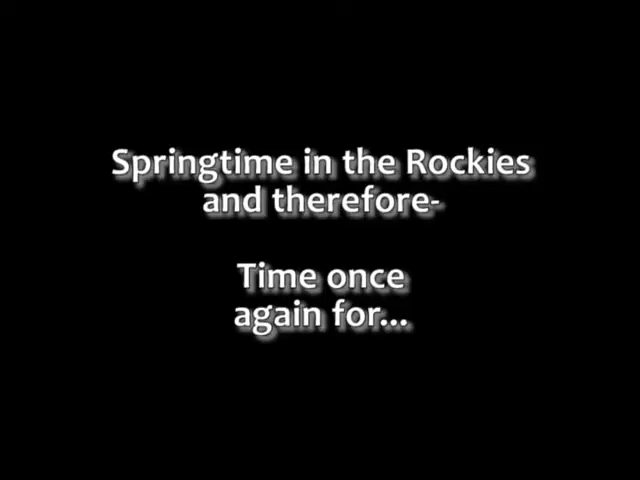 Springtime in the Rockies
and therefore-
Time once
again for...